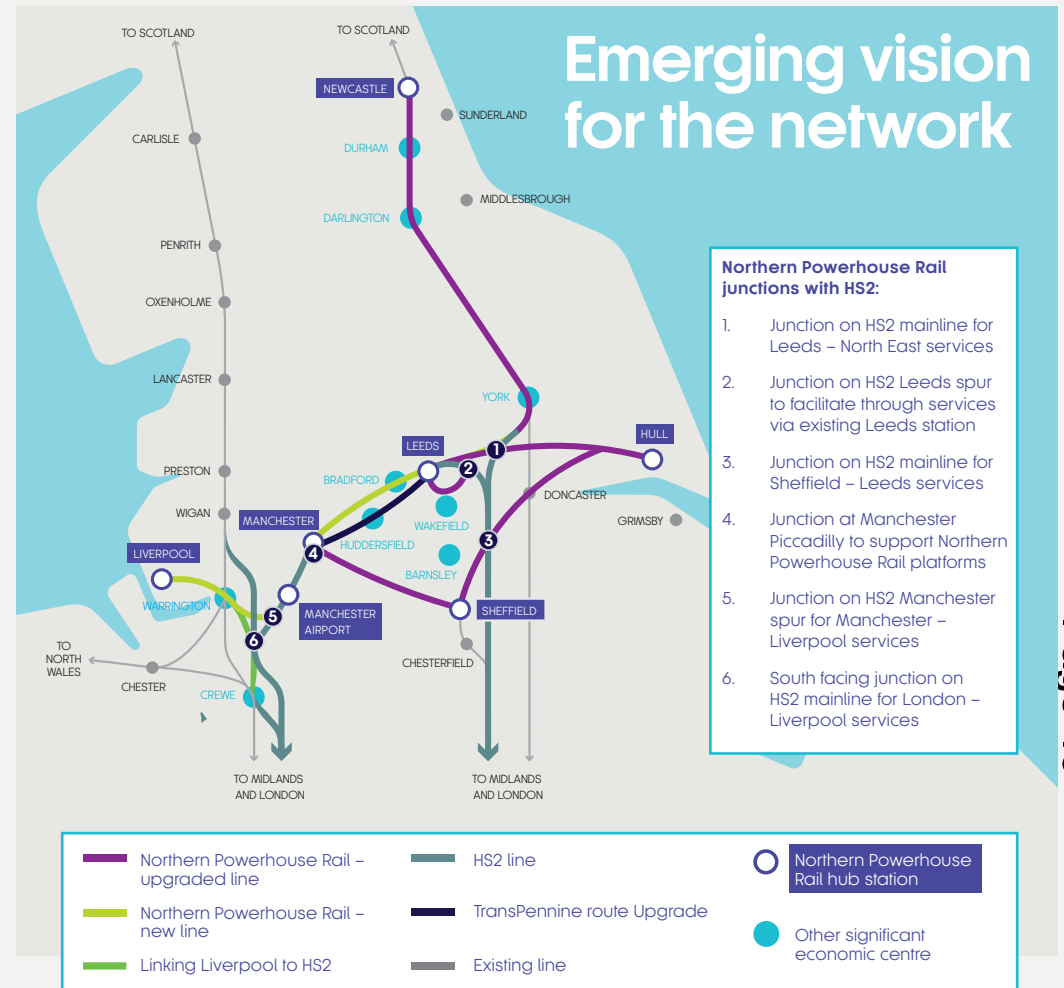 Emerging vision
for the network
TO SCOTLAND
TO SCOTLAND
NEWCASTLE
SUNDERLAND
CARLISLE
DURHAM
MIDDLESBROUGH
DARLINGTON
PENRITH
OXENHOLME
LANCASTER
YORK
PRESTON
LEEDS
1
HULL
2
BRADFORD
DONCASTER
WIGAN
MANCHESTER
WAKEFIELD
GRIMSBY
HUDDERSFIELD
3
4
LIVERPOOL
BARNSLEY
WARRINGTON
5
MANCHESTER
AIRPORT
SHEFFIELD
6
TO
NORTH
WALES
CHESTER
CHESTERFIELD
CREWE
TO MIDLANDS
AND LONDON
TO MIDLANDS
AND LONDON
Northern Powerhouse Rail
junctions with HS2:
1. Junction on HS2 mainline for
Leeds – North East services
2. Junction on HS2 Leeds spur
to facilitate through services
via existing Leeds station
3. Junction on HS2 mainline for
Sheffield – Leeds services
4. Junction at Manchester
Piccadilly to support Northern
Powerhouse Rail platforms
5. Junction on HS2 Manchester
spur for Manchester –
Liverpool services
6. South facing junction on
HS2 mainline for London –
Liverpool services
Northern Powerhouse Rail –
upgraded line
Northern Powerhouse Rail –
new line
Linking Liverpool to HS2
HS2 line
TransPennine route Upgrade
Existing line
Northern Powerhouse
Rail hub station
Other significant
economic centre